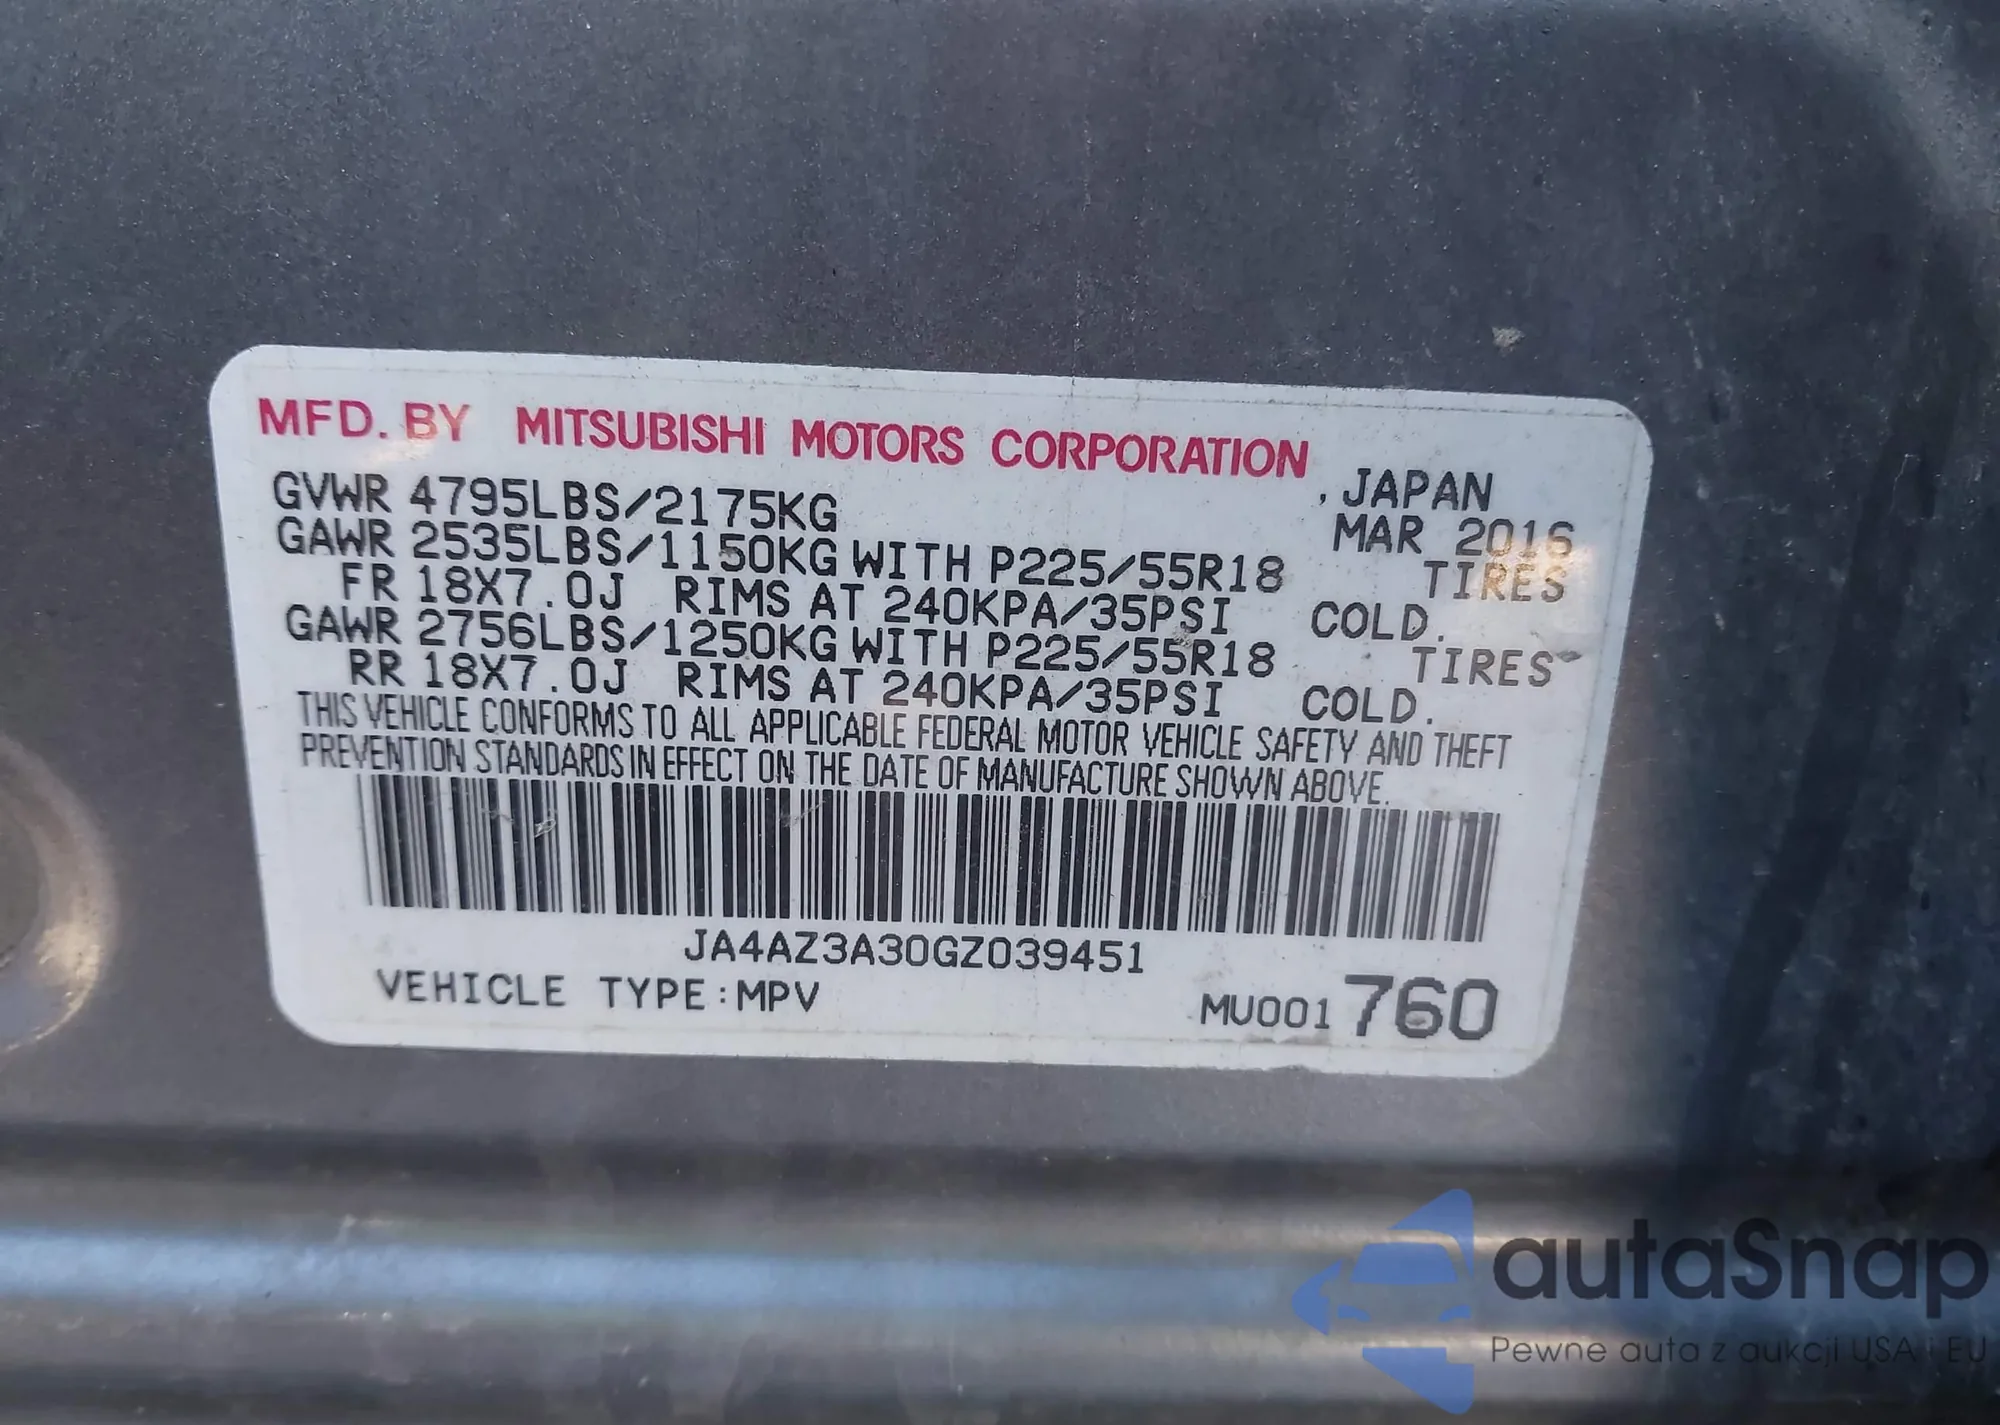 MFD. BY MITSUBISHI MOTORS CORPORATION , JAPAN
GVWR 4795LBS/2175KG MAR 2016
GAWR 2535LBS/1150KG WITH P225/55R18 TIRES
FR 18X7.0J RIMS AT 240KPA/35PSI COLD.
GAWR 2756LBS/1250KG WITH P225/55R18 TIRES
RR 18X7.0J RIMS AT 240KPA/35PSI COLD.
THIS VEHICLE CONFORMS TO ALL APPLICABLE FEDERAL MOTOR VEHICLE SAFETY AND THEFT
PREVENTION STANDARDS IN EFFECT ON THE DATE OF MANUFACTURE SHOWN ABOVE.
JA4AZ3A30GZ039451
VEHICLE TYPE:MPV MU001 760
autaSnap
Pewne auta z aukcji USA i EU